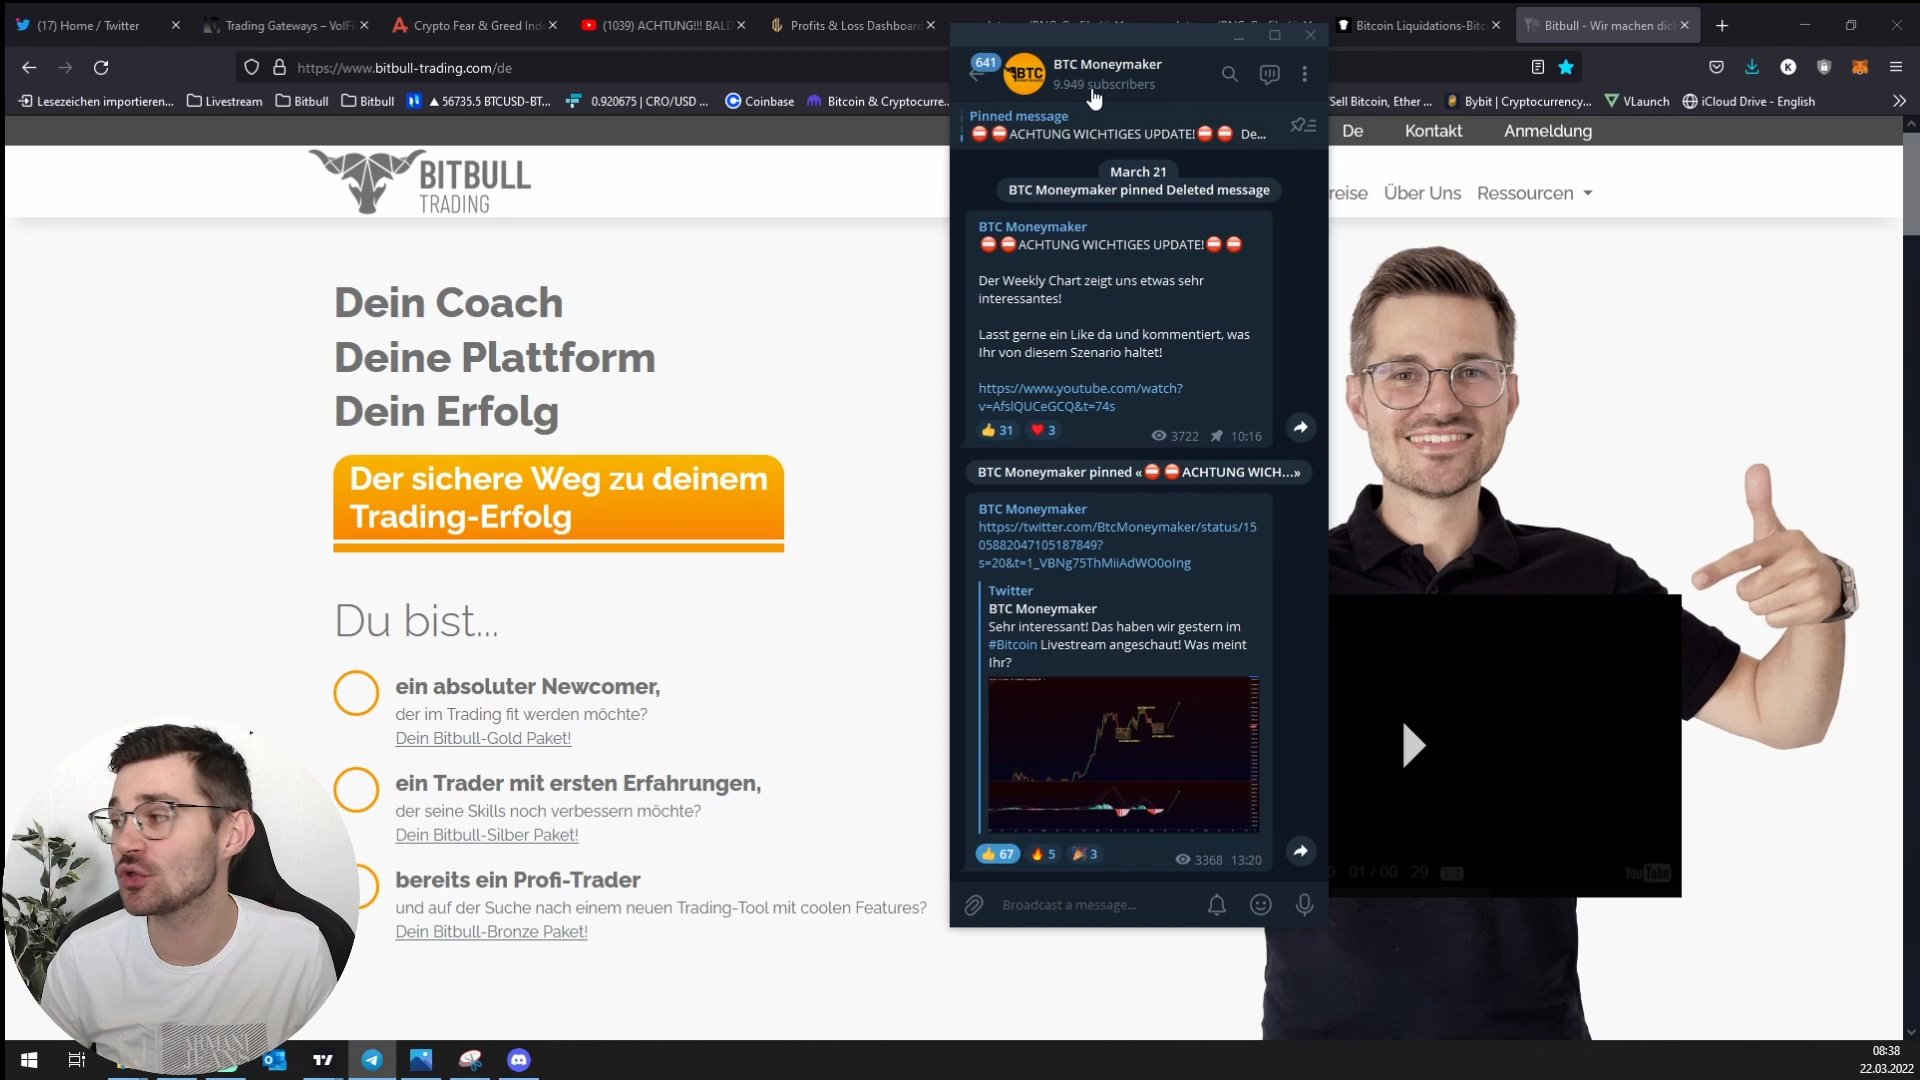 (17) Home / Twitter
Trading Gateways – VolFi
Crypto Fear & Greed Ind
(1039) ACHTUNG!!! BALD
Profits & Loss Dashboard
Bitcoin Liquidations-Bitc
Bitbull - Wir machen dich
https://www.bitbull-trading.com/de
Lesezeichen importieren...
Livestream
Bitbull
Bitbull
▲ 56735.5 BTCUSD-BT...
0.920675 | CRO/USD ...
Coinbase
Bitcoin & Cryptocurre...
Sell Bitcoin, Ether ...
Bybit | Cryptocurrency...
VLaunch
iCloud Drive - English
De
Kontakt
Anmeldung
BITBULL
TRADING
Über Uns
Ressourcen
Dein Coach
Deine Plattform
Dein Erfolg
Der sichere Weg zu deinem
Trading-Erfolg
Du bist...
ein absoluter Newcomer,
der im Trading fit werden möchte?
Dein Bitbull-Gold Paket!
ein Trader mit ersten Erfahrungen,
der seine Skills noch verbessern möchte?
Dein Bitbull-Silber Paket!
bereits ein Profi-Trader
und auf der Suche nach einem neuen Trading-Tool mit coolen Features?
Dein Bitbull-Bronze Paket!
641
BTC
BTC Moneymaker
9.949 subscribers
Pinned message
⛔⛔ACHTUNG WICHTIGES UPDATE!⛔⛔ De...
March 21
BTC Moneymaker pinned Deleted message
BTC Moneymaker
⛔⛔ACHTUNG WICHTIGES UPDATE!⛔⛔
Der Weekly Chart zeigt uns etwas sehr
interessantes!
Lasst gerne ein Like da und kommentiert, was
Ihr von diesem Szenario haltet!
https://www.youtube.com/watch?
v=AfslQUCeGCQ&t=74s
👍 31 ❤ 3
3722 10:16
BTC Moneymaker pinned «⛔⛔ACHTUNG WICH...»
BTC Moneymaker
https://twitter.com/BtcMoneymaker/status/15
05882047105187849?
s=20&t=1_VBNg75ThMiiAdWO0oIng
Twitter
BTC Moneymaker
Sehr interessant! Das haben wir gestern im
#Bitcoin Livestream angeschaut! Was meint
Ihr?
👍 67 🔥 5 🎉 3
3368 13:20
Broadcast a message...
:01 / 00:29
YouTube
08:38
22.03.2022